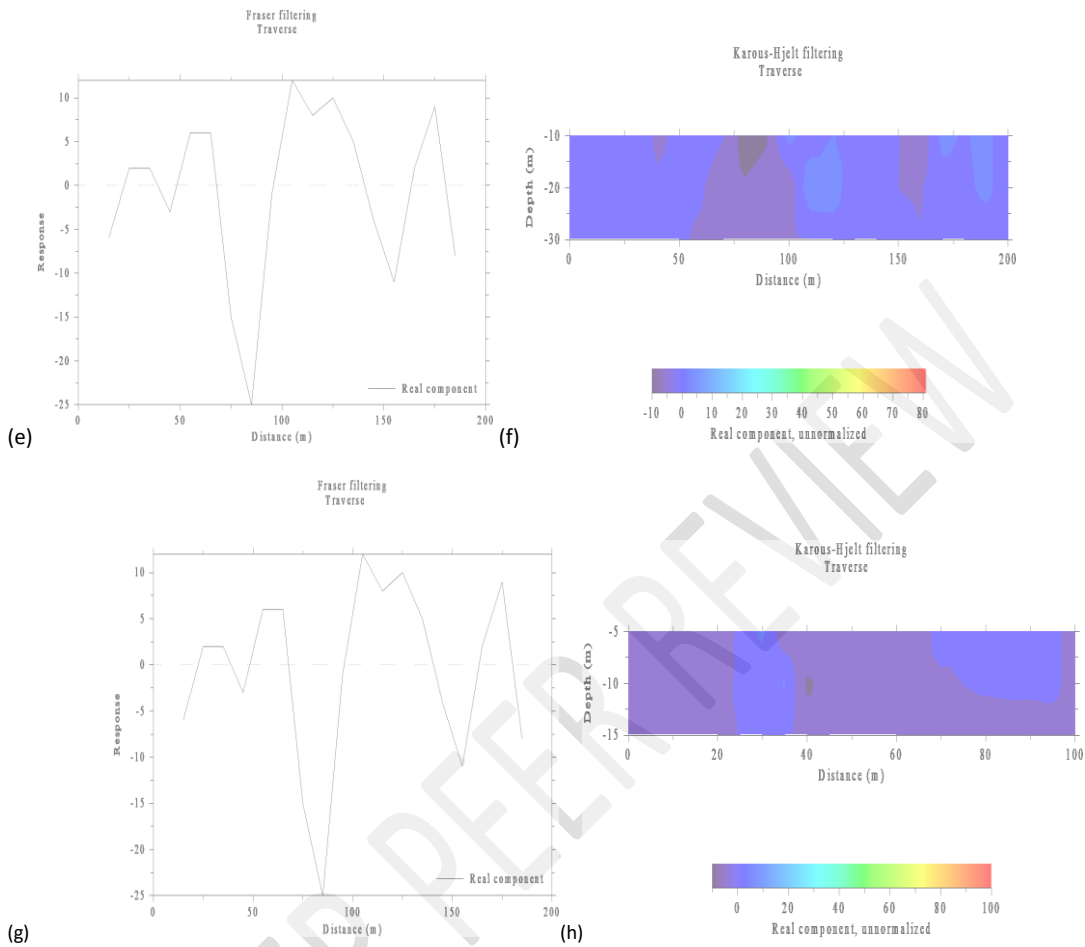 Fraser filtering
Traverse
10
5
0
-5
-10
-15
-20
-25
Response
0 50 100 150 200
Distance (m)
Real component
(e)
Karous-Hjelt filtering
Traverse
-10
-20
-30
Depth (m)
0 50 100 150 200
Distance (m)
-10 0 10 20 30 40 50 60 70 80
Real component, unnormalized
(f)
Fraser filtering
Traverse
10
5
0
-5
-10
-15
-20
-25
Response
0 50 100 150 200
Distance (m)
Real component
(g)
Karous-Hjelt filtering
Traverse
-5
-10
-15
Depth (m)
0 20 40 60 80 100
Distance (m)
0 20 40 60 80 100
Real component, unnormalized
(h)
PEER REVIEW